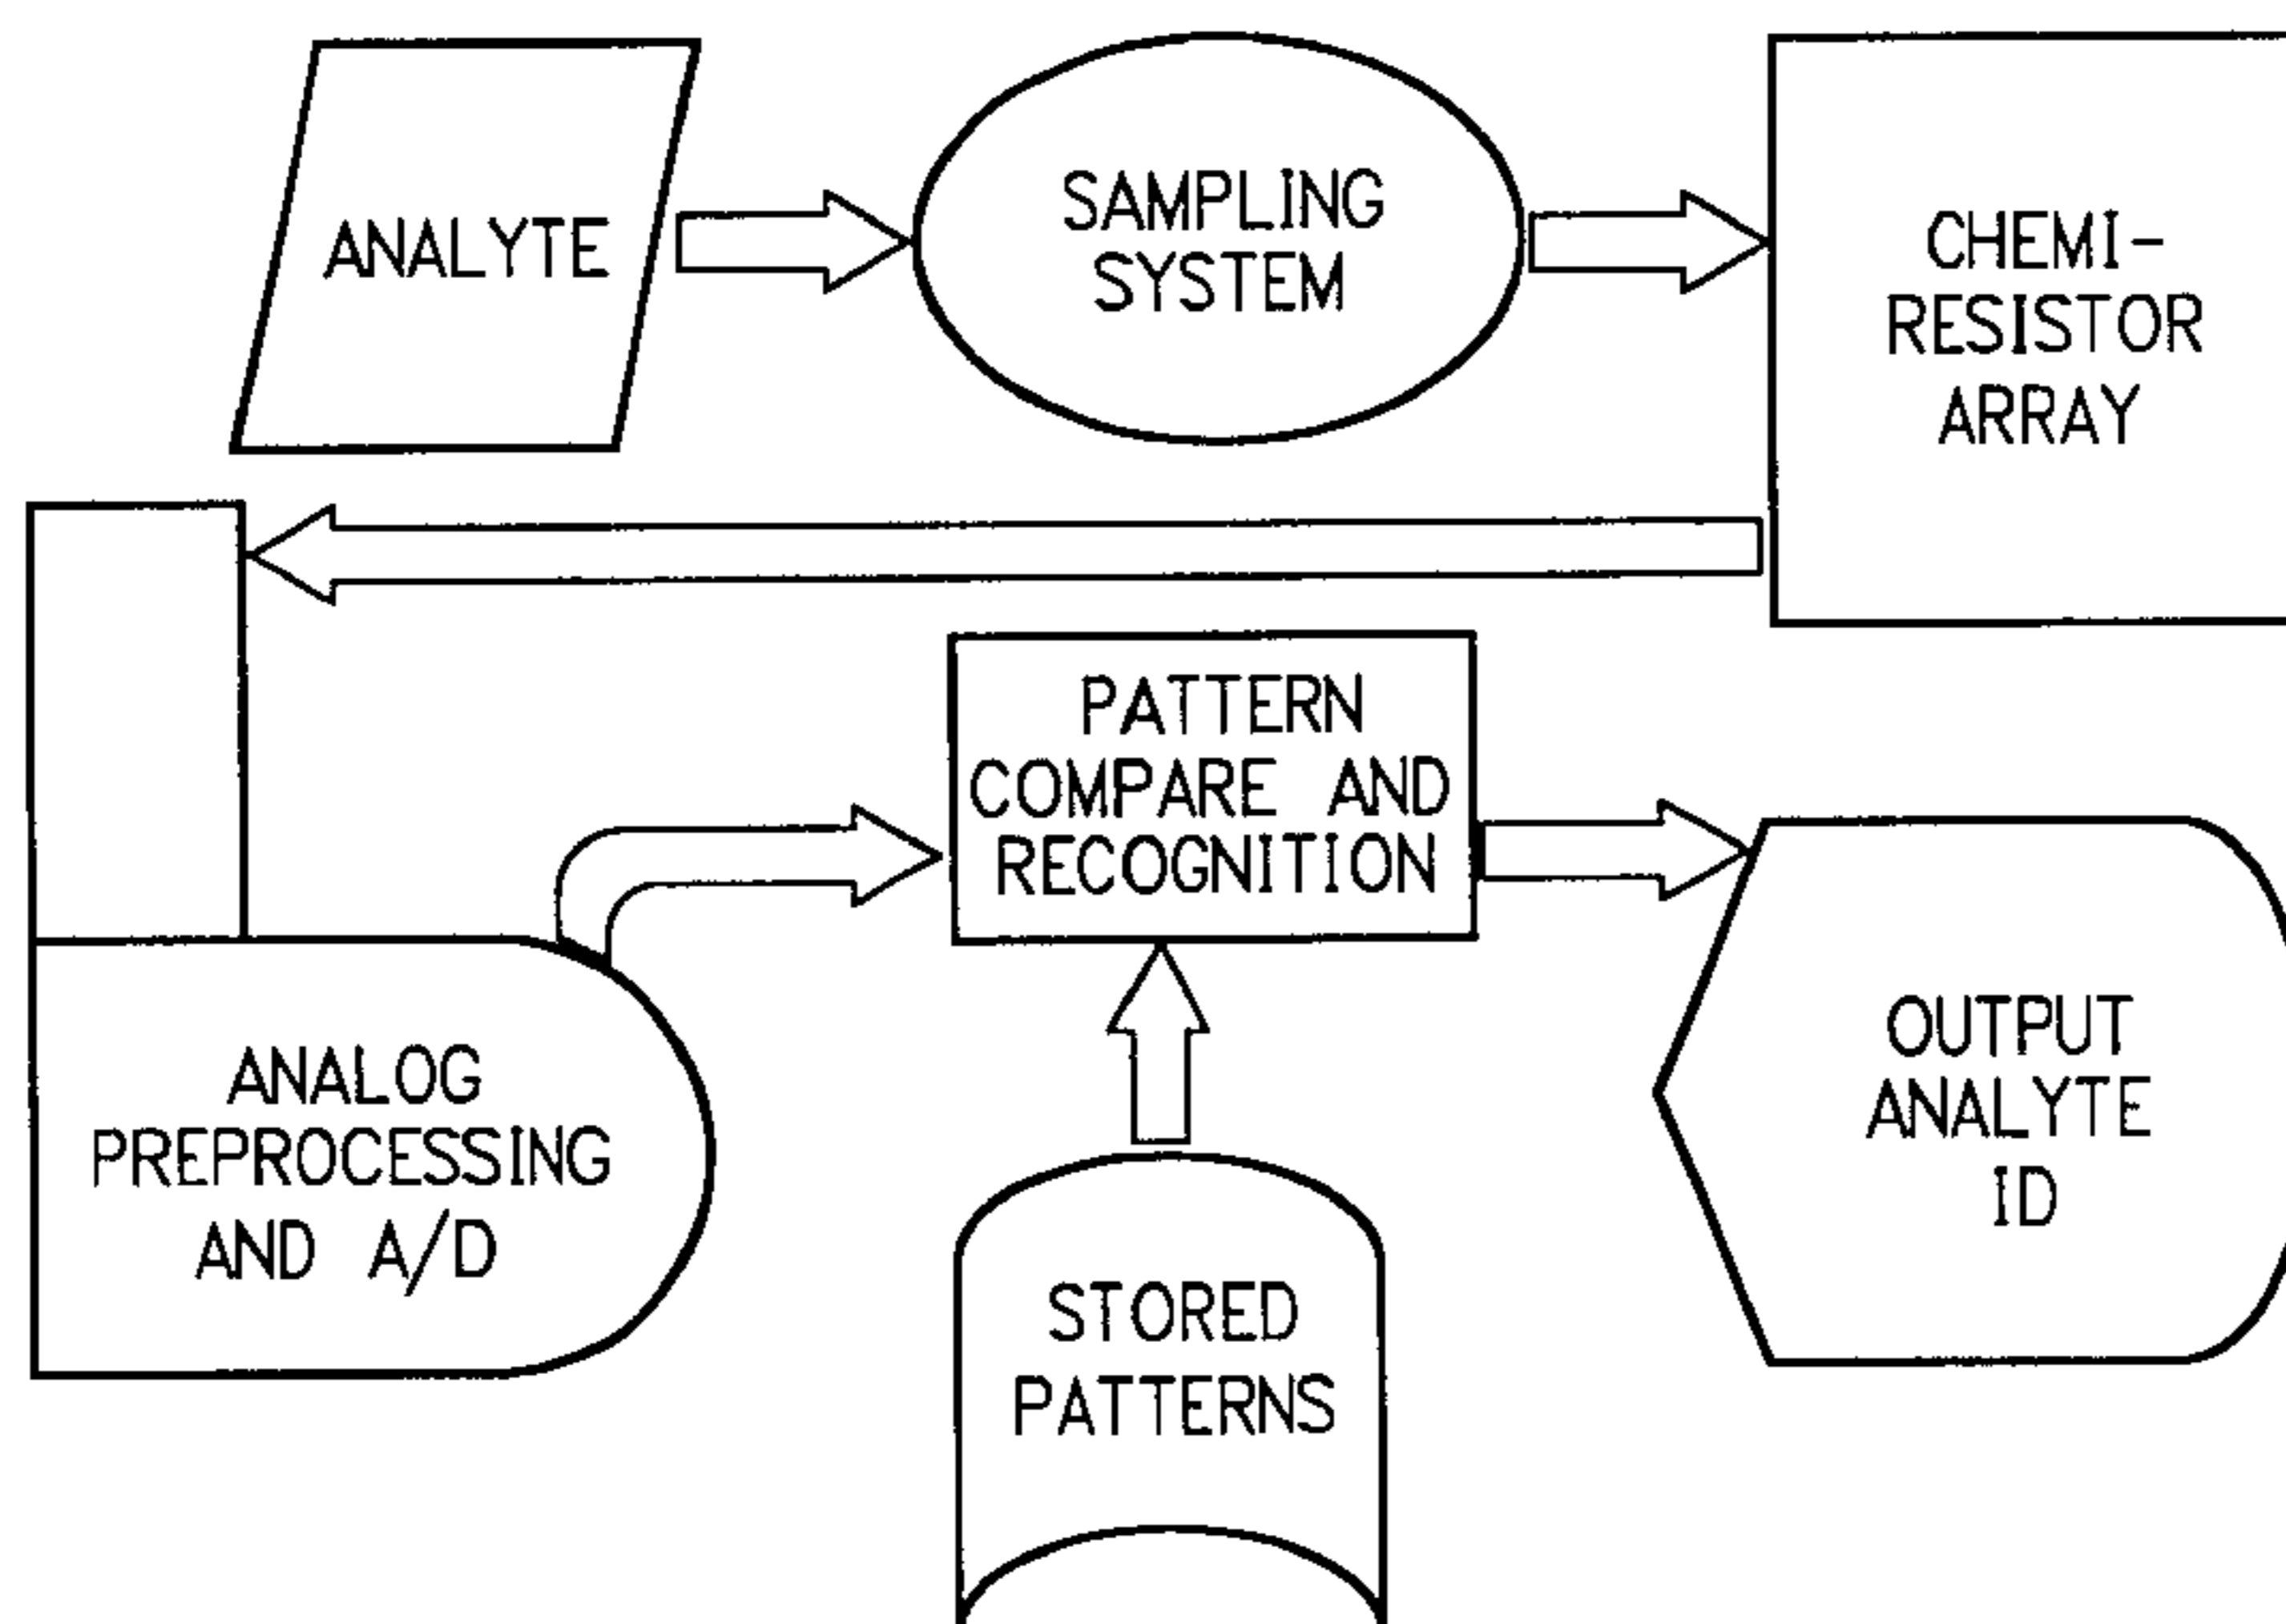 ANALYTE
SAMPLING
SYSTEM
CHEMI-
RESISTOR
ARRAY
PATTERN
COMPARE AND
RECOGNITION
ANALOG
PREPROCESSING
AND A/D
STORED
PATTERNS
OUTPUT
ANALYTE
ID